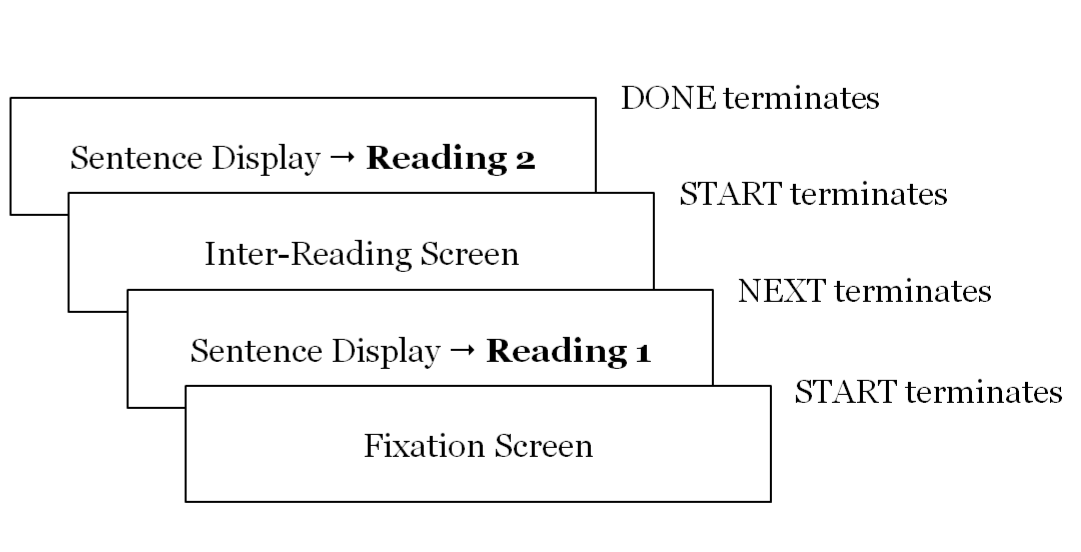 DONE terminates
Sentence Display → Reading 2
START terminates
Inter-Reading Screen
NEXT terminates
Sentence Display → Reading 1
START terminates
Fixation Screen